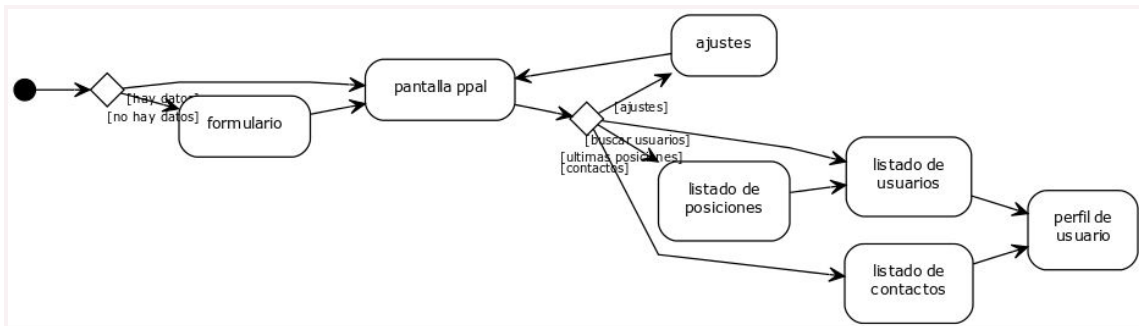 ajustes
pantalla ppal
[hay datos]
[no hay datos]
formulario
[ajustes]
[buscar usuarios]
[ultimas posiciones]
[contactos]
listado de
usuarios
listado de
posiciones
perfil de
usuario
listado de
contactos